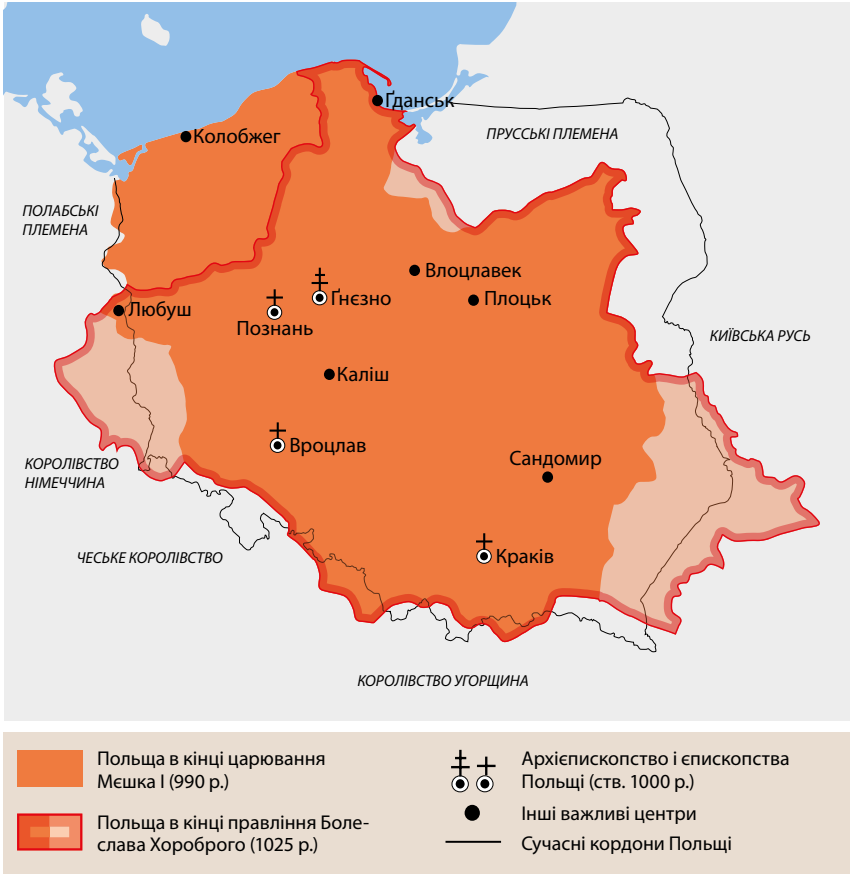 Ґданськ
Колобжег
ПРУССЬКІ ПЛЕМЕНА
ПОЛАБСЬКІ
ПЛЕМЕНА
Влоцлавек
Ґнєзно
Плоцьк
Любуш
Познань
КИЇВСЬКА РУСЬ
Каліш
Вроцлав
КОРОЛІВСТВО
НІМЕЧЧИНА
Сандомир
ЧЕСЬКЕ КОРОЛІВСТВО
Краків
КОРОЛІВСТВО УГОРЩИНА
Польща в кінці царювання
Мєшка І (990 р.)
Польща в кінці правління Боле-
слава Хороброго (1025 р.)
Архієпископство і єпископства
Польщі (ств. 1000 р.)
Інші важливі центри
Сучасні кордони Польщі